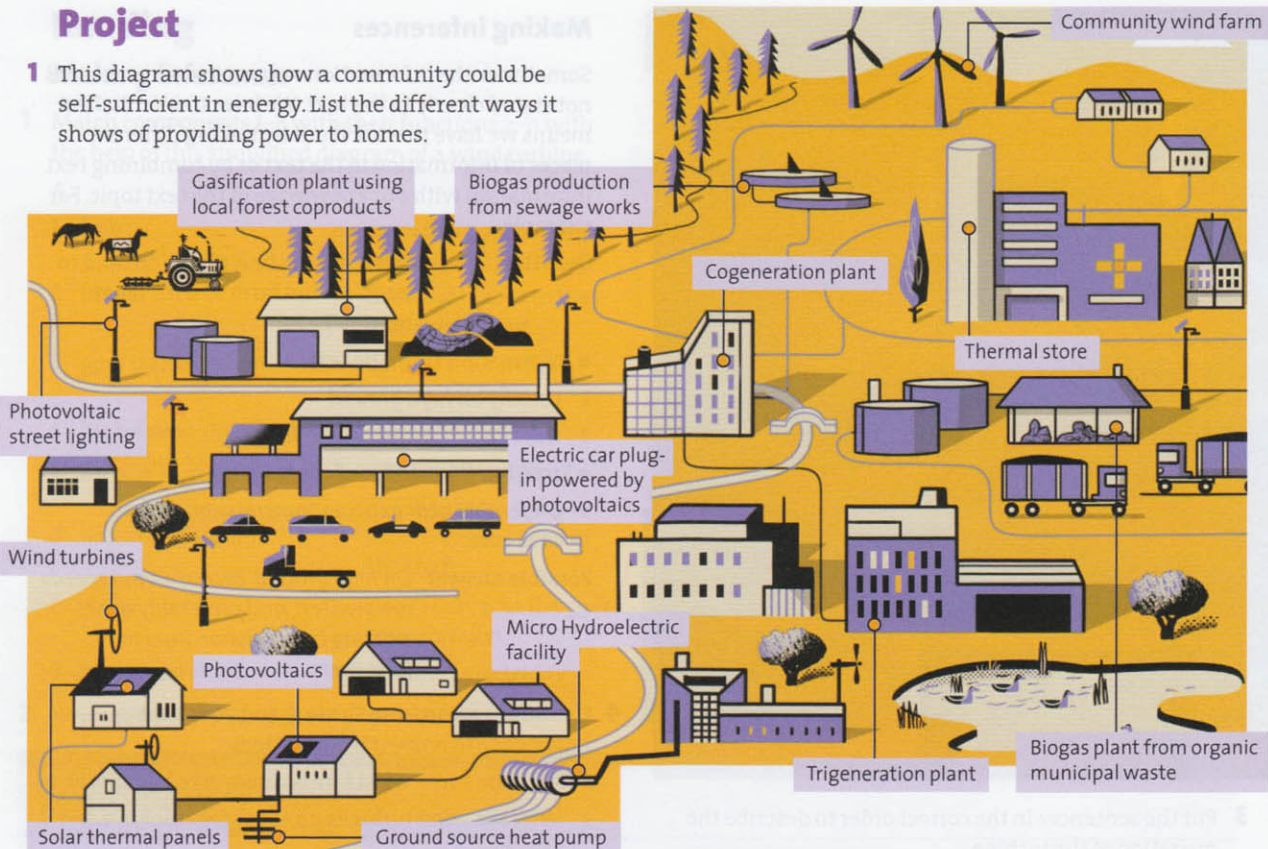 Project
1 This diagram shows how a community could be
self-sufficient in energy. List the different ways it
shows of providing power to homes.
Community wind farm
Gasification plant using
local forest coproducts
Biogas production
from sewage works
Cogeneration plant
Thermal store
Photovoltaic
street lighting
Electric car plug-
in powered by
photovoltaics
Wind turbines
Micro Hydroelectric
facility
Photovoltaics
Biogas plant from organic
municipal waste
Trigeneration plant
Solar thermal panels
Ground source heat pump
Making inferences